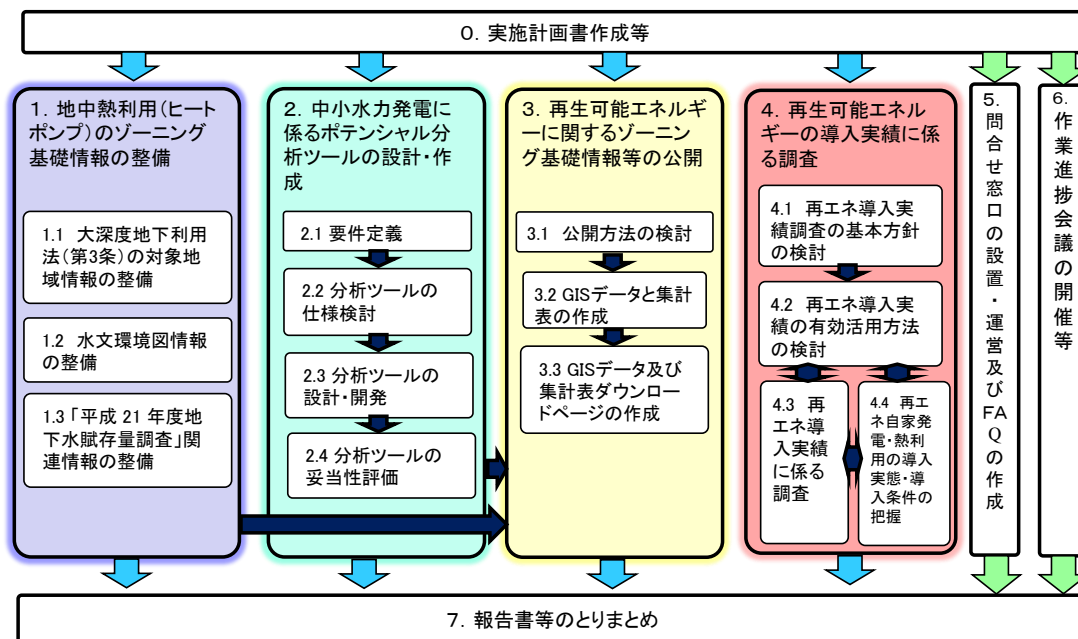 0. 実施計画書作成等
1. 地中熱利用(ヒート
ポンプ)のゾーニング
基礎情報の整備
1.1 大深度地下利用
法(第3条)の対象地
域情報の整備
1.2 水文環境図情報
の整備
1.3「平成 21 年度地
下水賦存量調査」関
連情報の整備
2. 中小水力発電に
係るポテンシャル分
析ツールの設計・作
成
2.1 要件定義
2.2 分析ツールの
仕様検討
2.3 分析ツールの
設計・開発
2.4 分析ツールの
妥当性評価
3. 再生可能エネルギ
ーに関するゾーニン
グ基礎情報等の公開
3.1 公開方法の検討
3.2 GISデータと集計
表の作成
3.3 GISデータ及び
集計表ダウンロー
ドページの作成
4. 再生可能エネル
ギーの導入実績に係
る調査
4.1 再エネ導入実
績調査の基本方針
の検討
4.2 再エネ導入実
績の有効活用方法
の検討
4.3 再
エネ導
入実績
に係る
調査
4.4 再エ
ネ自家発
電・熱利
用の導入
実態・導
入条件の
把握
5. 問合せ窓口の設置・運営及びFAQの作成
6. 作業進捗会議の開催等
7. 報告書等のとりまとめ